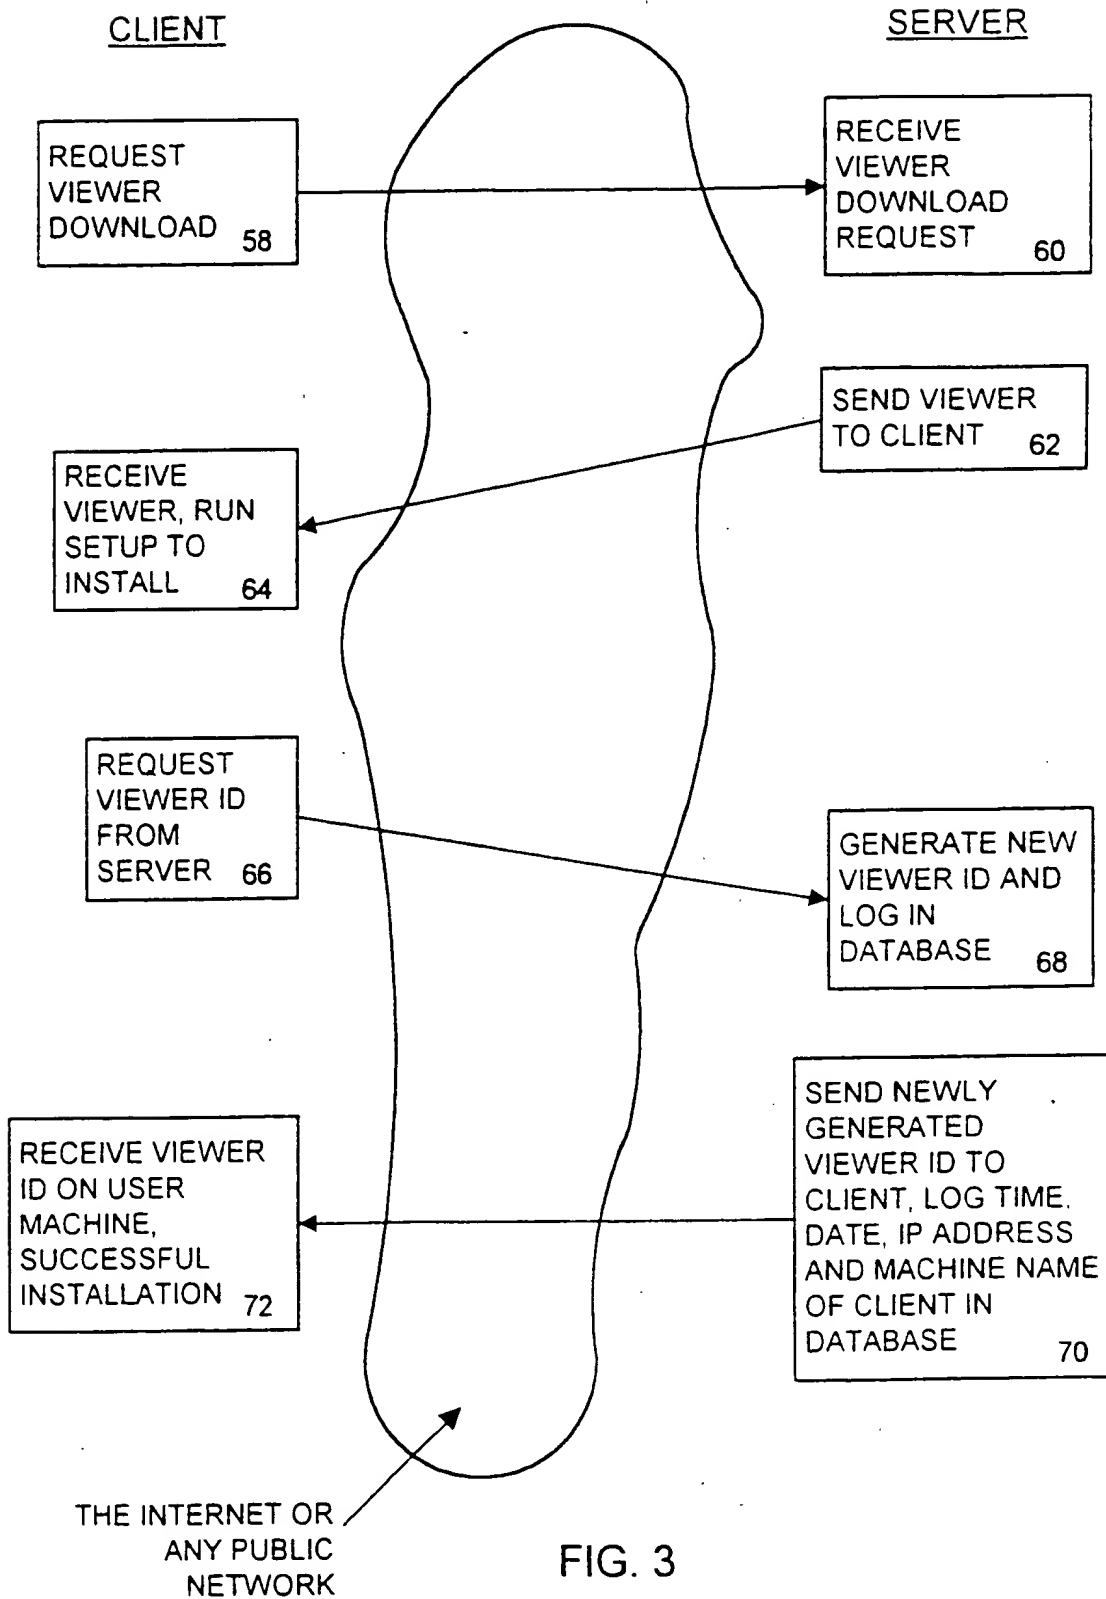 CLIENT
SERVER
REQUEST
VIEWER
DOWNLOAD 58
RECEIVE
VIEWER
DOWNLOAD
REQUEST 60
SEND VIEWER
TO CLIENT 62
RECEIVE
VIEWER, RUN
SETUP TO
INSTALL 64
REQUEST
VIEWER ID
FROM
SERVER 66
GENERATE NEW
VIEWER ID AND
LOG IN
DATABASE 68
SEND NEWLY
GENERATED
VIEWER ID TO
CLIENT, LOG TIME,
DATE, IP ADDRESS
AND MACHINE NAME
OF CLIENT IN
DATABASE 70
RECEIVE VIEWER
ID ON USER
MACHINE,
SUCCESSFUL
INSTALLATION 72
THE INTERNET OR
ANY PUBLIC
NETWORK
FIG. 3